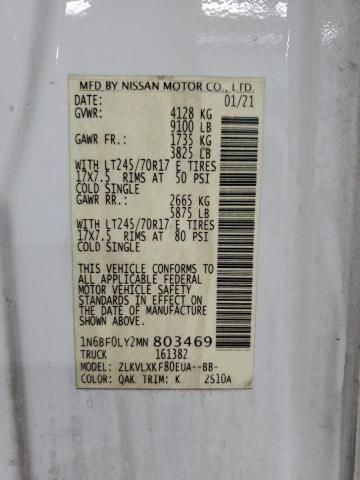 MFD BY NISSAN MOTOR CO., LTD.
DATE: 01/21
GVWR: 4128 KG
9100 LB
GAWR FR.: 1735 KG
3825 LB
WITH LT245/70R17 E TIRES
17X7.5 RIMS AT 50 PSI
COLD SINGLE
GAWR RR.: 2665 KG
5875 LB
WITH LT245/70R17 E TIRES
17X7.5 RIMS AT 80 PSI
COLD SINGLE
THIS VEHICLE CONFORMS TO
ALL APPLICABLE FEDERAL
MOTOR VEHICLE SAFETY
STANDARDS IN EFFECT ON
THE DATE OF MANUFACTURE
SHOWN ABOVE.
1N6BF0LY2MN 803469
TRUCK 161382
MODEL: ZLKVLXKF80EUA--BB-
COLOR: QAK TRIM: K ZS10A